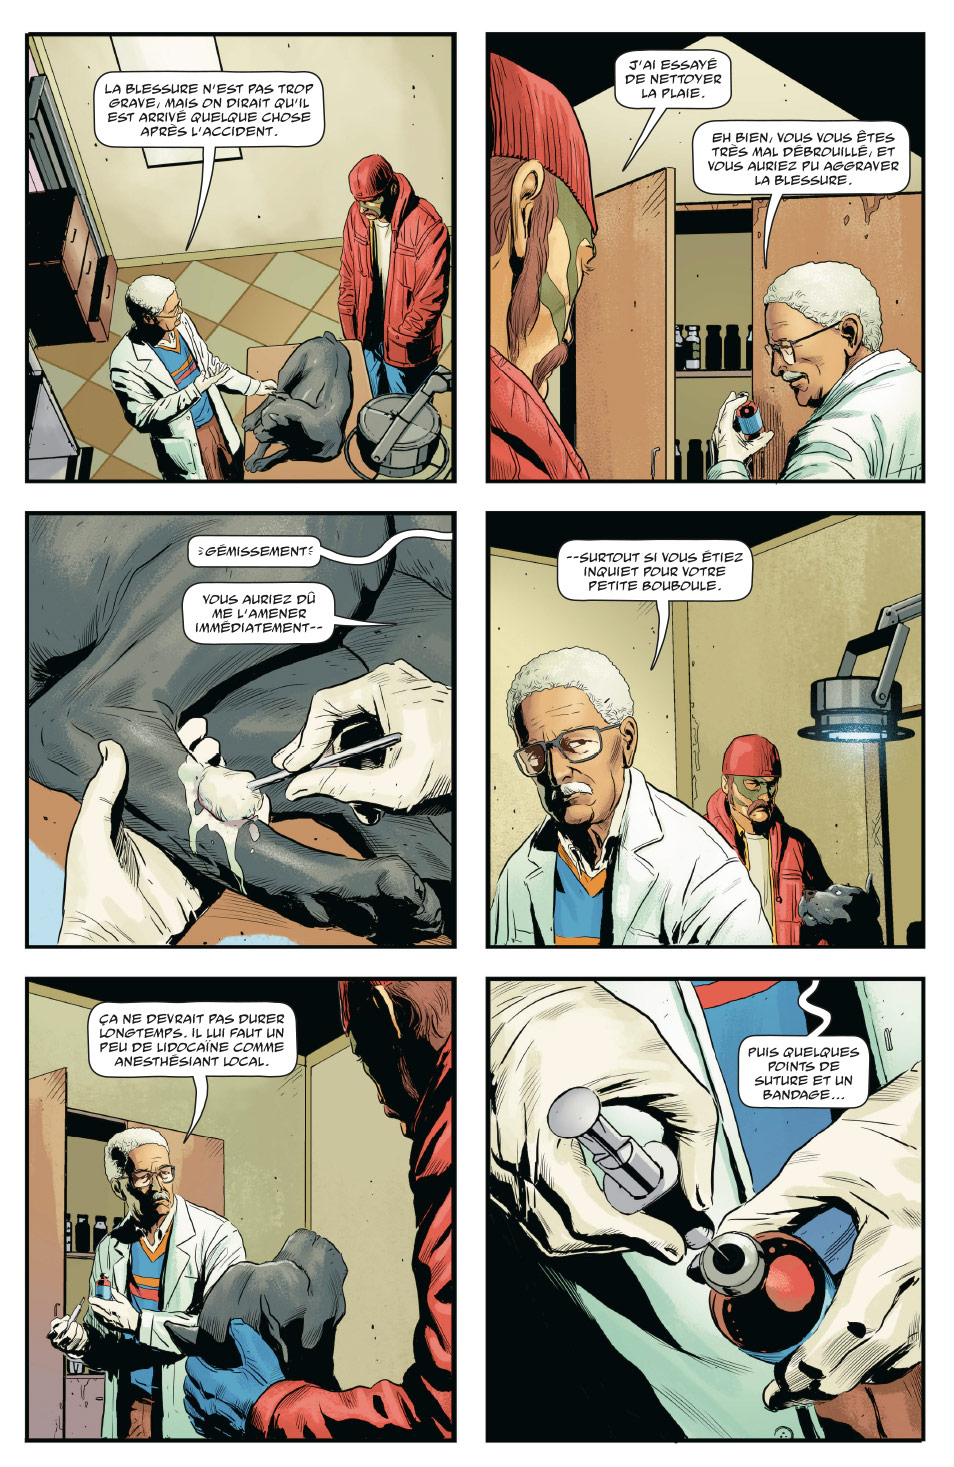 LA BLESSURE N'EST PAS TROP
GRAVE, MAIS ON DIRAIT QU'IL
EST ARRIVÉ QUELQUE CHOSE
APRÈS L'ACCIDENT.
J'AI ESSAYÉ
DE NETTOYER
LA PLAIE.
EH BIEN, VOUS VOUS ÊTES
TRÈS MAL DÉBROUILLÉ, ET
VOUS AURIEZ PU AGGRAVER
LA BLESSURE.
GÉMISSEMENT
VOUS AURIEZ DÛ
ME L'AMENER
IMMÉDIATEMENT--
--SURTOUT SI VOUS ÉTIEZ
INQUIET POUR VOTRE
PETITE BOUBOULE.
ÇA NE DEVRAIT PAS DURER
LONGTEMPS. IL LUI FAUT UN
PEU DE LIDOCAÏNE COMME
ANESTHÉSIANT LOCAL.
PUIS QUELQUES
POINTS DE
SUTURE ET UN
BANDAGE...